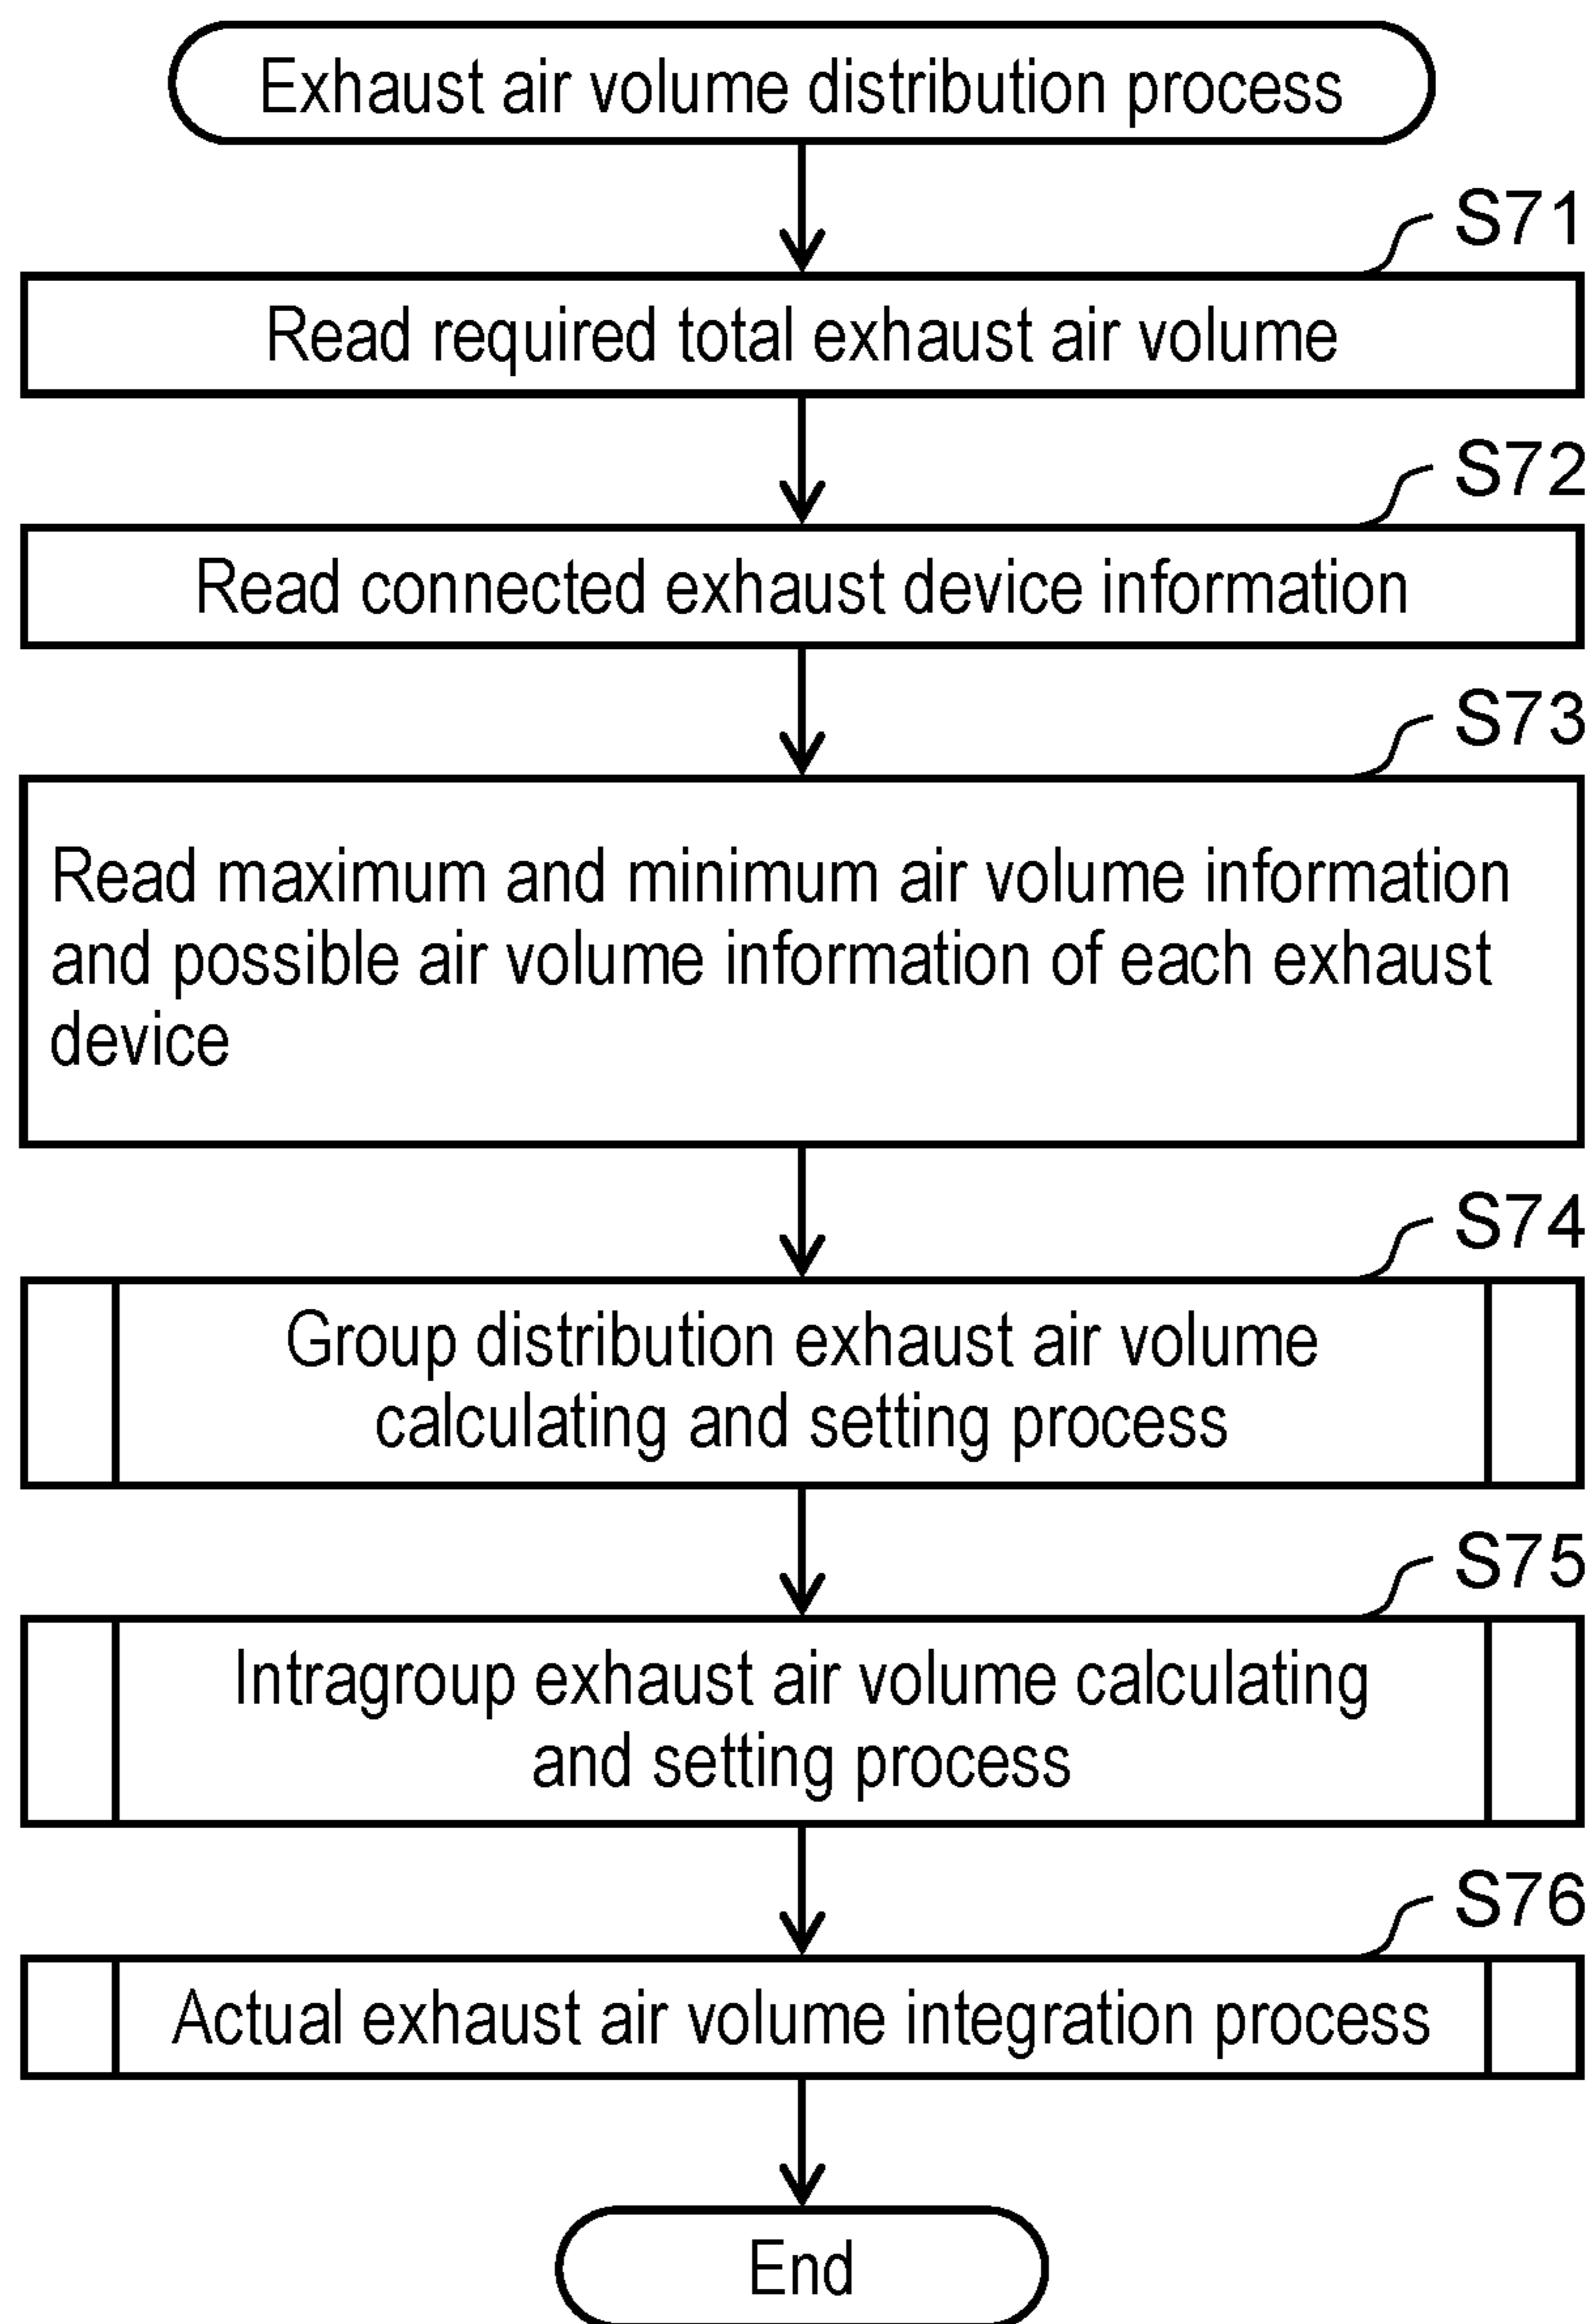 Exhaust air volume distribution process
S71
Read required total exhaust air volume
S72
Read connected exhaust device information
S73
Read maximum and minimum air volume information
and possible air volume information of each exhaust
device
S74
Group distribution exhaust air volume
calculating and setting process
S75
Intragroup exhaust air volume calculating
and setting process
S76
Actual exhaust air volume integration process
End